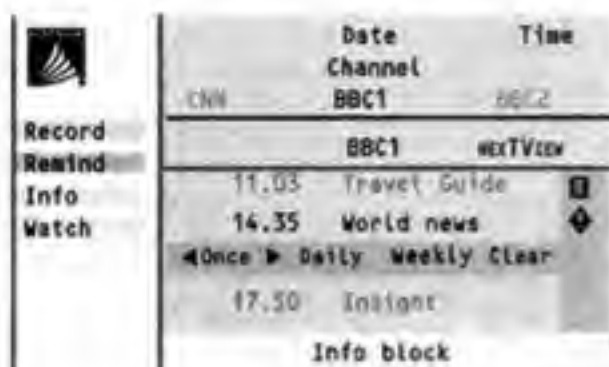 Date Time
Channel
CNN BBC1 BBC2
Record
Remind
Info
Watch
BBC1 NEXTVIEW
11.03 Travel Guide
14.35 World news
◀Once▶ Daily Weekly Clear
17.50 Insight
Info block